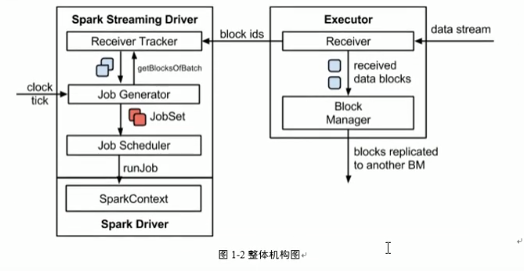 Spark Streaming Driver
Receiver Tracker
getBlocksOfBatch
clock
tick
Job Generator
JobSet
Job Scheduler
runJob
SparkContext
Spark Driver
block ids
Executor
Receiver
data stream
received
data blocks
Block
Manager
blocks replicated
to another BM
图 1-2 整体机构图